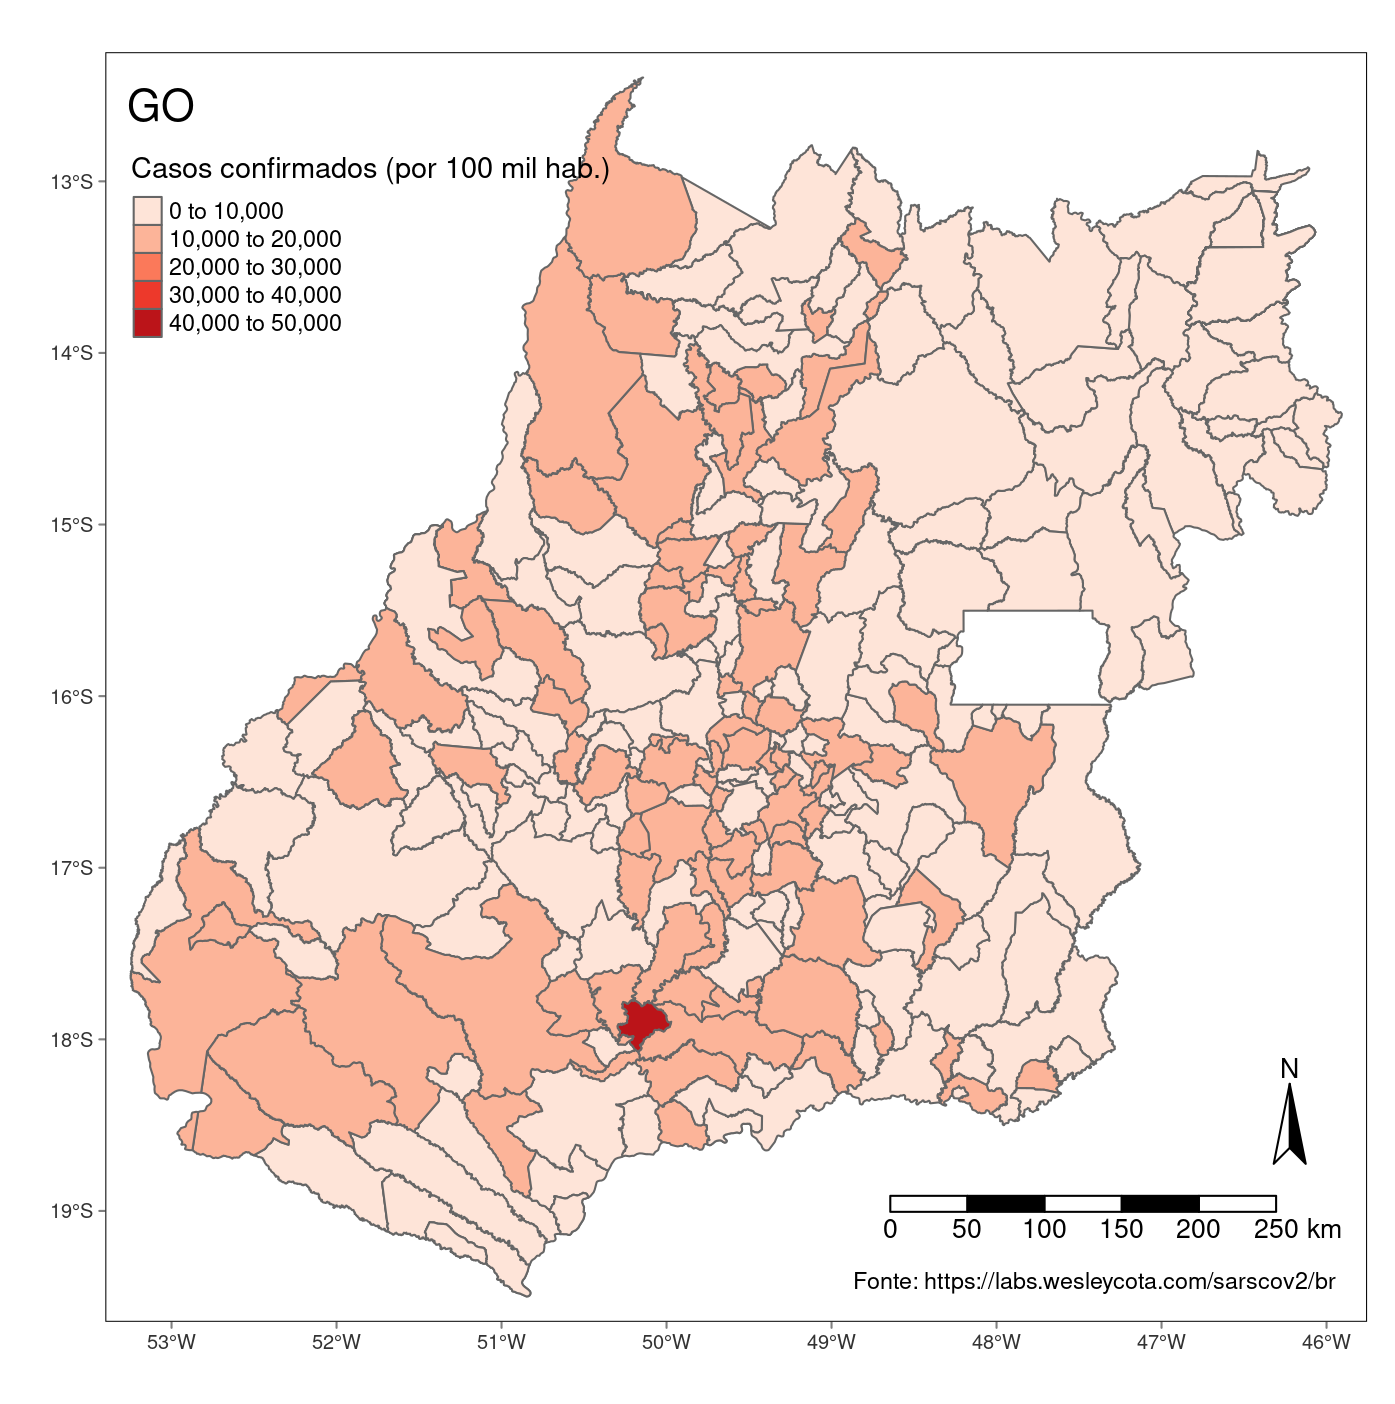 GO
Casos confirmados (por 100 mil hab.)
0 to 10,000
10,000 to 20,000
20,000 to 30,000
30,000 to 40,000
40,000 to 50,000
13°S
14°S
15°S
16°S
17°S
18°S
19°S
N
0 50 100 150 200 250 km
Fonte: https://labs.wesleycota.com/sarscov2/br
53°W 52°W 51°W 50°W 49°W 48°W 47°W 46°W